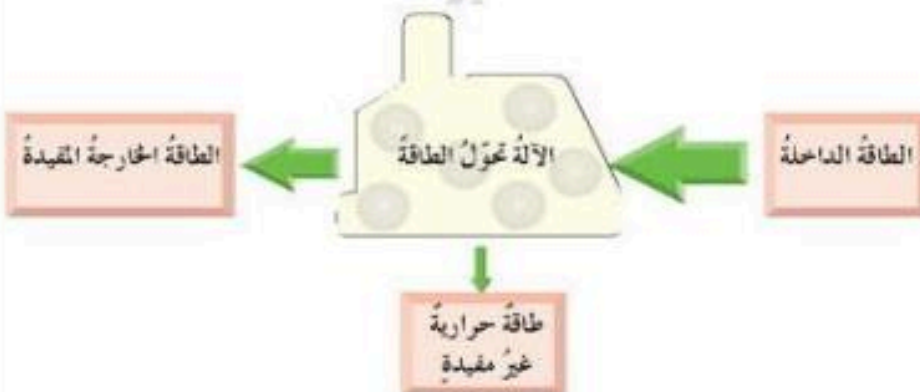 الطاقةُ الداخلةُ
الآلةُ تحوّلُ الطاقةَ
الطاقةُ الخارجةُ المفيدةُ
طاقةٌ حراريةٌ
غيرُ مفيدةٍ